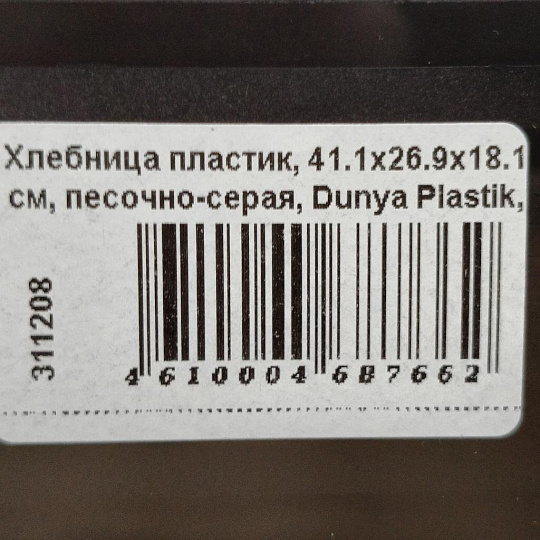 Хлебница пластик, 41.1x26.9x18.1
см, песочно-серая, Dunya Plastik,
311208
4 610004 687662